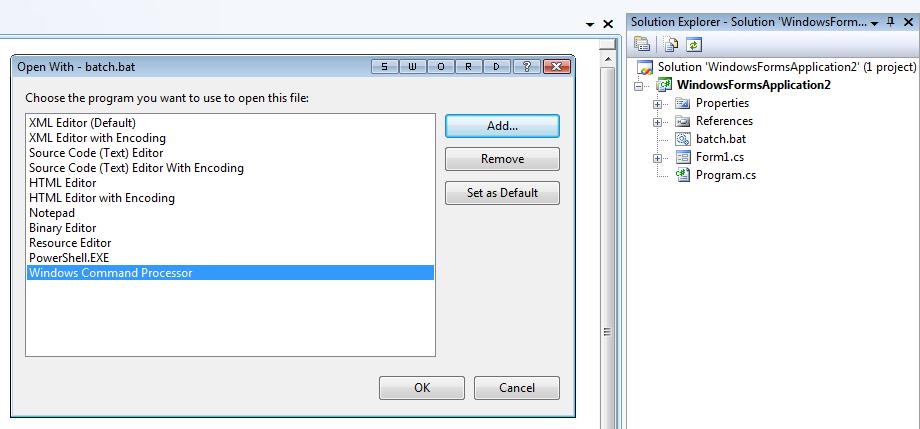 Open With - batch.bat
S W O R D ?
Choose the program you want to use to open this file:
XML Editor (Default)
XML Editor with Encoding
Source Code (Text) Editor
Source Code (Text) Editor With Encoding
HTML Editor
HTML Editor with Encoding
Notepad
Binary Editor
Resource Editor
PowerShell.EXE
Windows Command Processor
Add...
Remove
Set as Default
OK
Cancel
Solution Explorer - Solution 'WindowsForm...
Solution 'WindowsFormsApplication2' (1 project)
WindowsFormsApplication2
Properties
References
batch.bat
Form1.cs
Program.cs